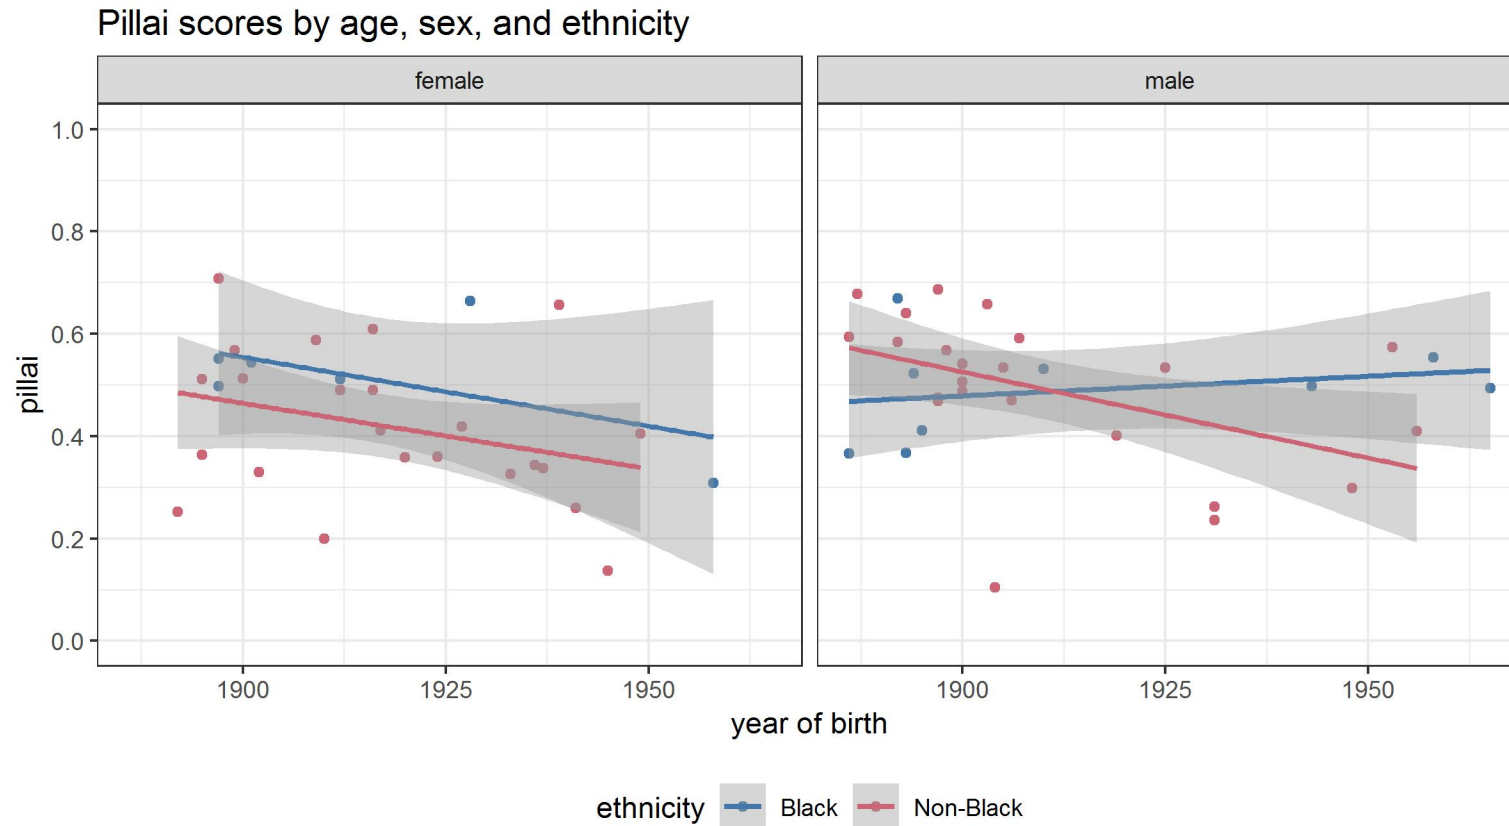 Pillai scores by age, sex, and ethnicity
female
male
pillai
1.0
0.8
0.6
0.4
0.2
0.0
1900 1925 1950
1900 1925 1950
year of birth
ethnicity Black Non-Black